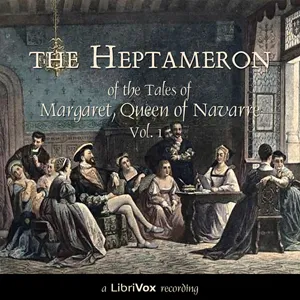 THE HEPTAMERON
of the Tales of
Margaret, Queen of Navarre
Vol. 1
a LibriVox recording